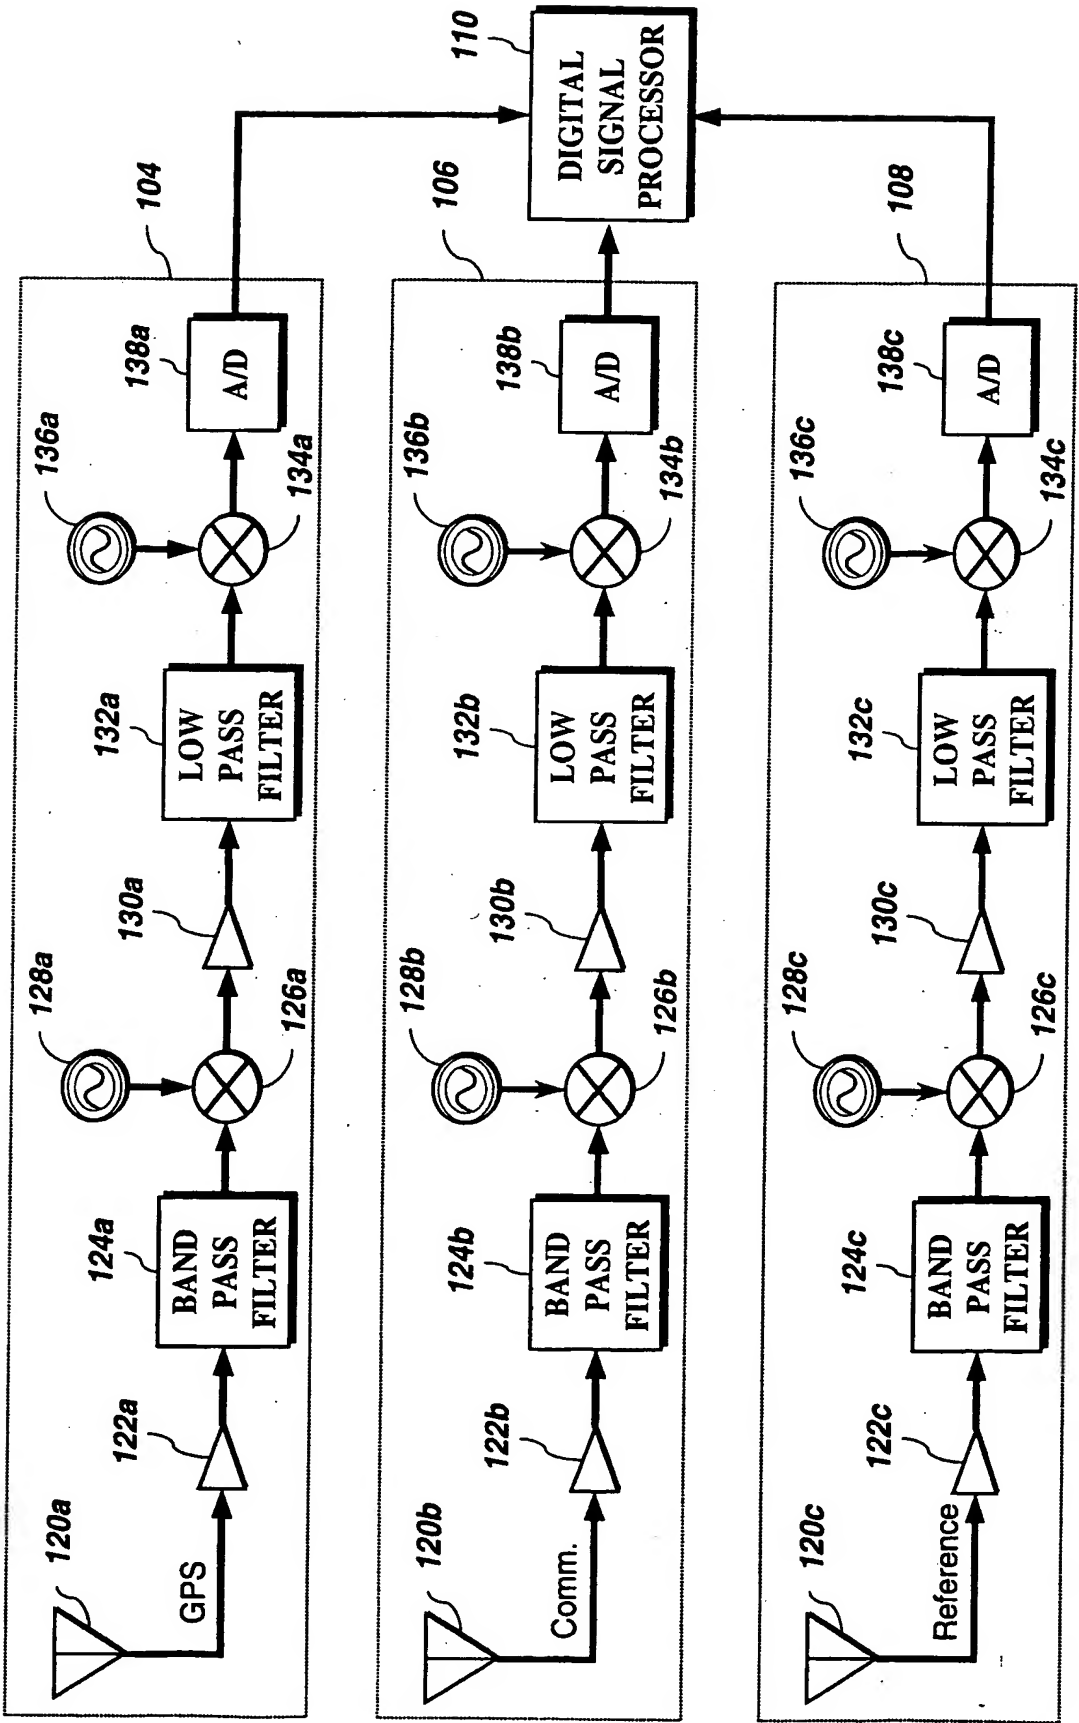 120a
GPS
122a
124a
BAND
PASS
FILTER
128a
126a
130a
132a
LOW
PASS
FILTER
136a
134a
138a
A/D
104
120b
Comm.
122b
124b
BAND
PASS
FILTER
128b
126b
130b
132b
LOW
PASS
FILTER
136b
134b
138b
A/D
106
110
DIGITAL
SIGNAL
PROCESSOR
120c
Reference
122c
124c
BAND
PASS
FILTER
128c
126c
130c
132c
LOW
PASS
FILTER
136c
134c
138c
A/D
108